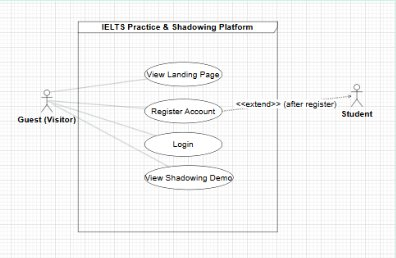 IELTS Practice & Shadowing Platform
View Landing Page
Register Account
<<extend>> (after register)
Student
Guest (Visitor)
Login
View Shadowing Demo